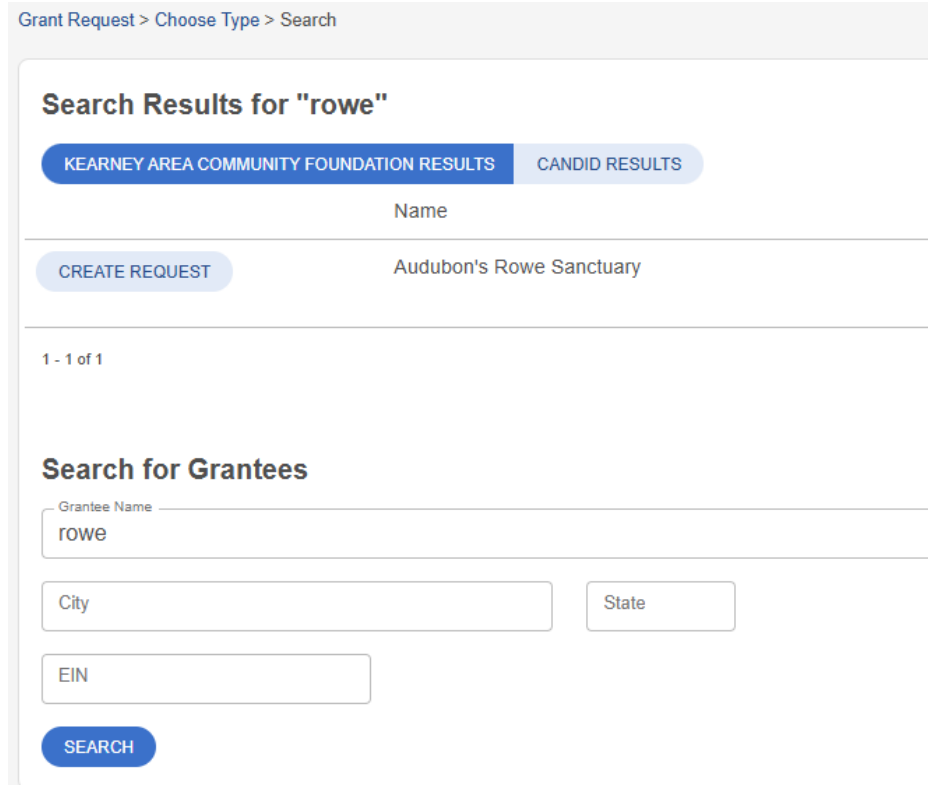 Grant Request > Choose Type > Search
Search Results for "rowe"
KEARNEY AREA COMMUNITY FOUNDATION RESULTS CANDID RESULTS
Name
CREATE REQUEST Audubon's Rowe Sanctuary
1 - 1 of 1
Search for Grantees
Grantee Name
rowe
City State
EIN
SEARCH